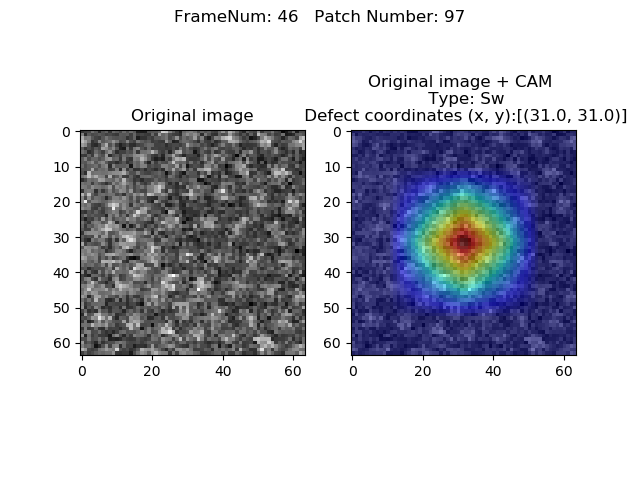 FrameNum: 46   Patch Number: 97
Original image
Original image + CAM
Type: Sw
Defect coordinates (x, y):[(31.0, 31.0)]
0
10
20
30
40
50
60
0 20 40 60
0
10
20
30
40
50
60
0 20 40 60